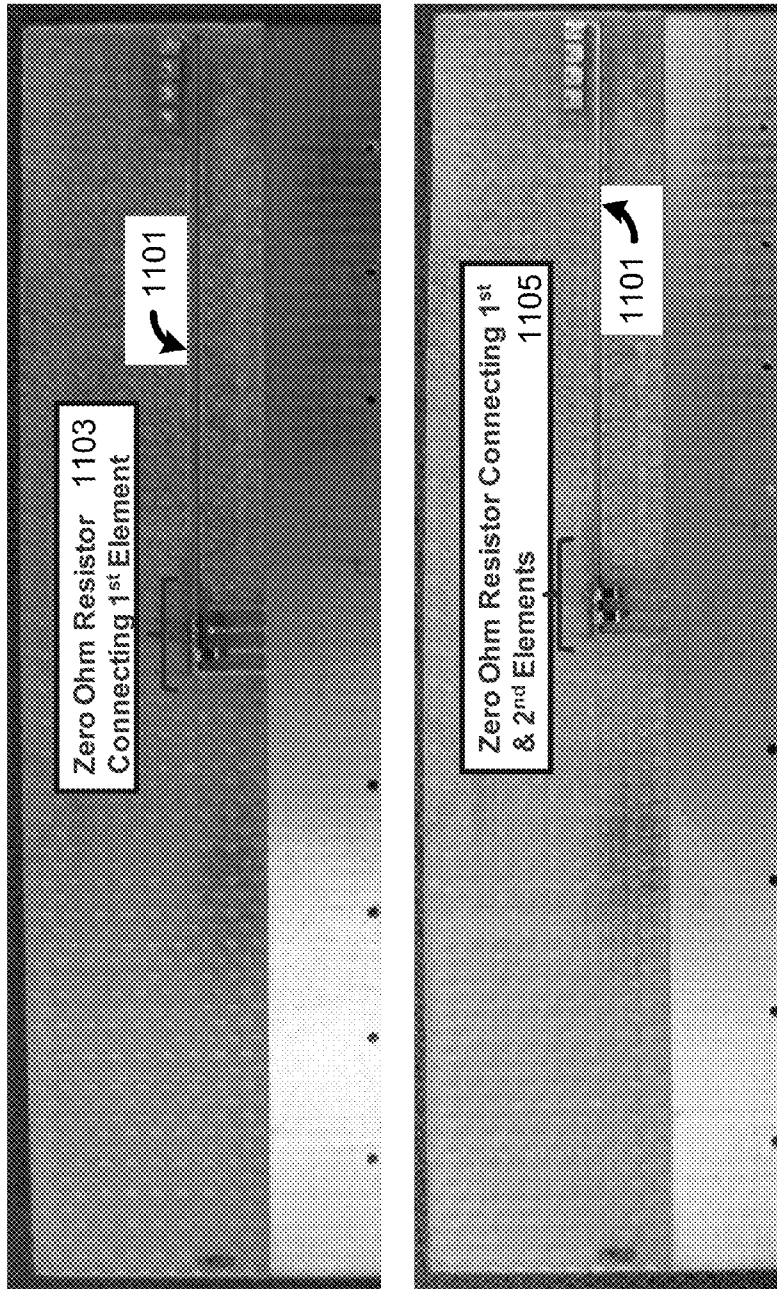 Zero Ohm Resistor 1103
Connecting 1st Element
1101
Zero Ohm Resistor Connecting 1st
& 2nd Elements 1105
1101